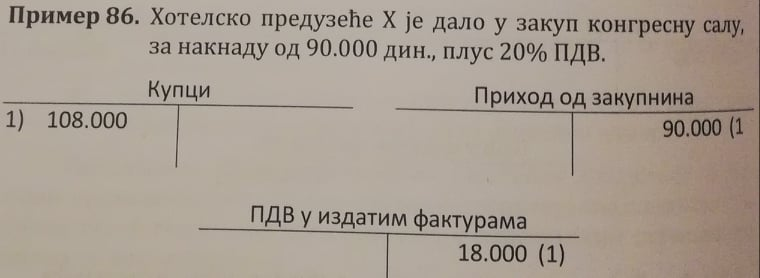 Пример 86. Хотелско предузеће X је дало у закуп конгресну салу,
за накнаду од 90.000 дин., плус 20% ПДВ.
Купци
Приход од закупнина
1) 108.000
90.000 (1
ПДВ у издатим фактурама
18.000 (1)